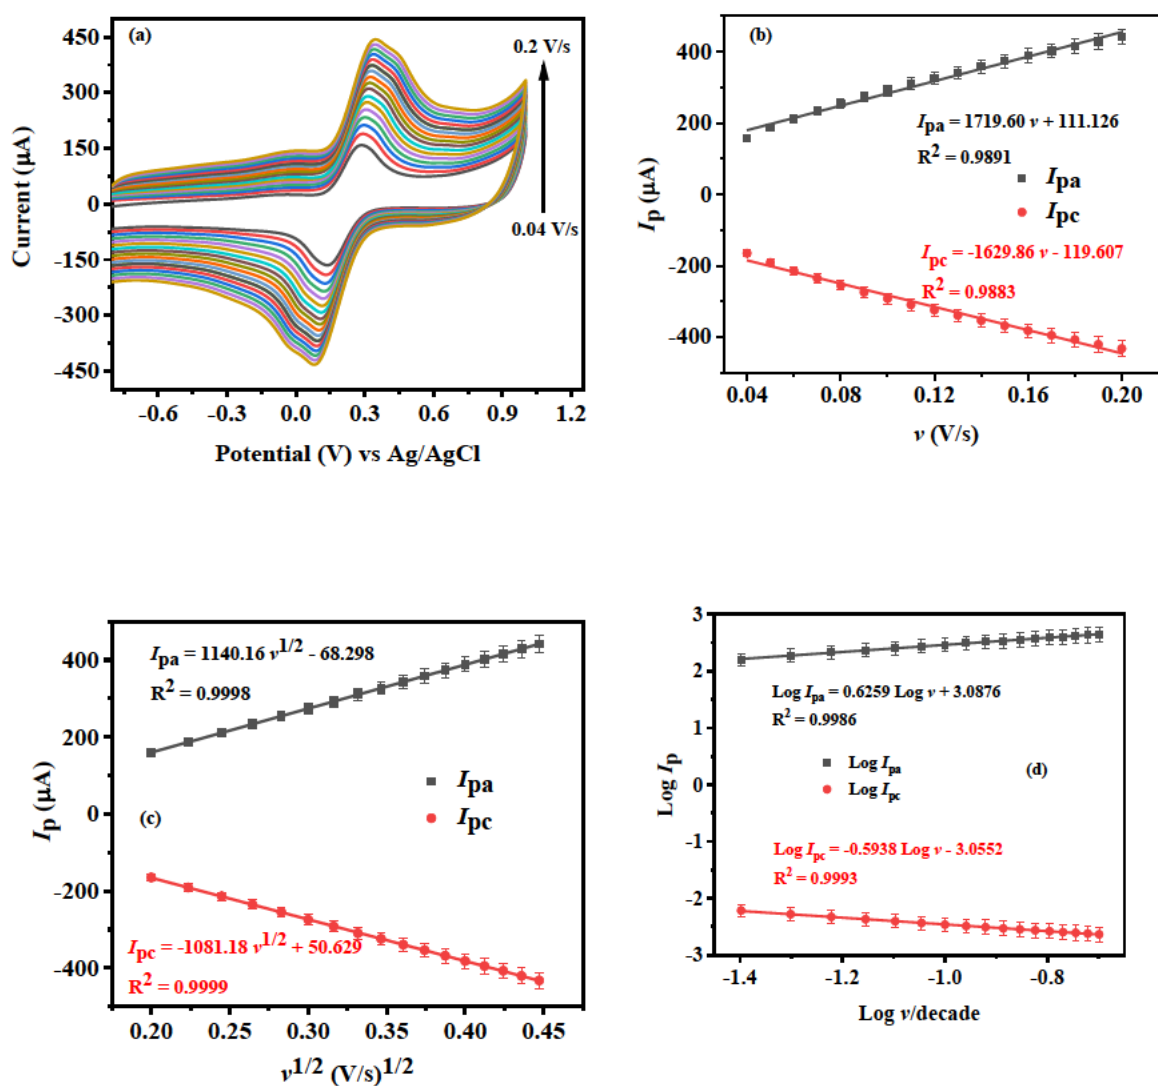 (a)
0.2 V/s
0.04 V/s
450
300
150
0
-150
-300
-450
Current (µA)
-0.6
-0.3
0.0
0.3
0.6
0.9
1.2
Potential (V) vs Ag/AgCl
(b)
400
200
0
-200
-400
Ip (µA)
Ipa = 1719.60 v + 111.126
R² = 0.9891
Ipa
Ipc
Ipc = -1629.86 v - 119.607
R² = 0.9883
0.04
0.08
0.12
0.16
0.20
v (V/s)
Ipa = 1140.16 v1/2 - 68.298
R² = 0.9998
400
200
0
-200
-400
Ip (µA)
Ipa
Ipc
(c)
Ipc = -1081.18 v1/2 + 50.629
R² = 0.9999
0.20
0.25
0.30
0.35
0.40
0.45
v1/2 (V/s)1/2
3
2
1
0
-1
-2
-3
Log Ip
Log Ipa = 0.6259 Log v + 3.0876
R² = 0.9986
Log Ipa
Log Ipc
(d)
Log Ipc = -0.5938 Log v - 3.0552
R² = 0.9993
-1.4
-1.2
-1.0
-0.8
Log v/decade